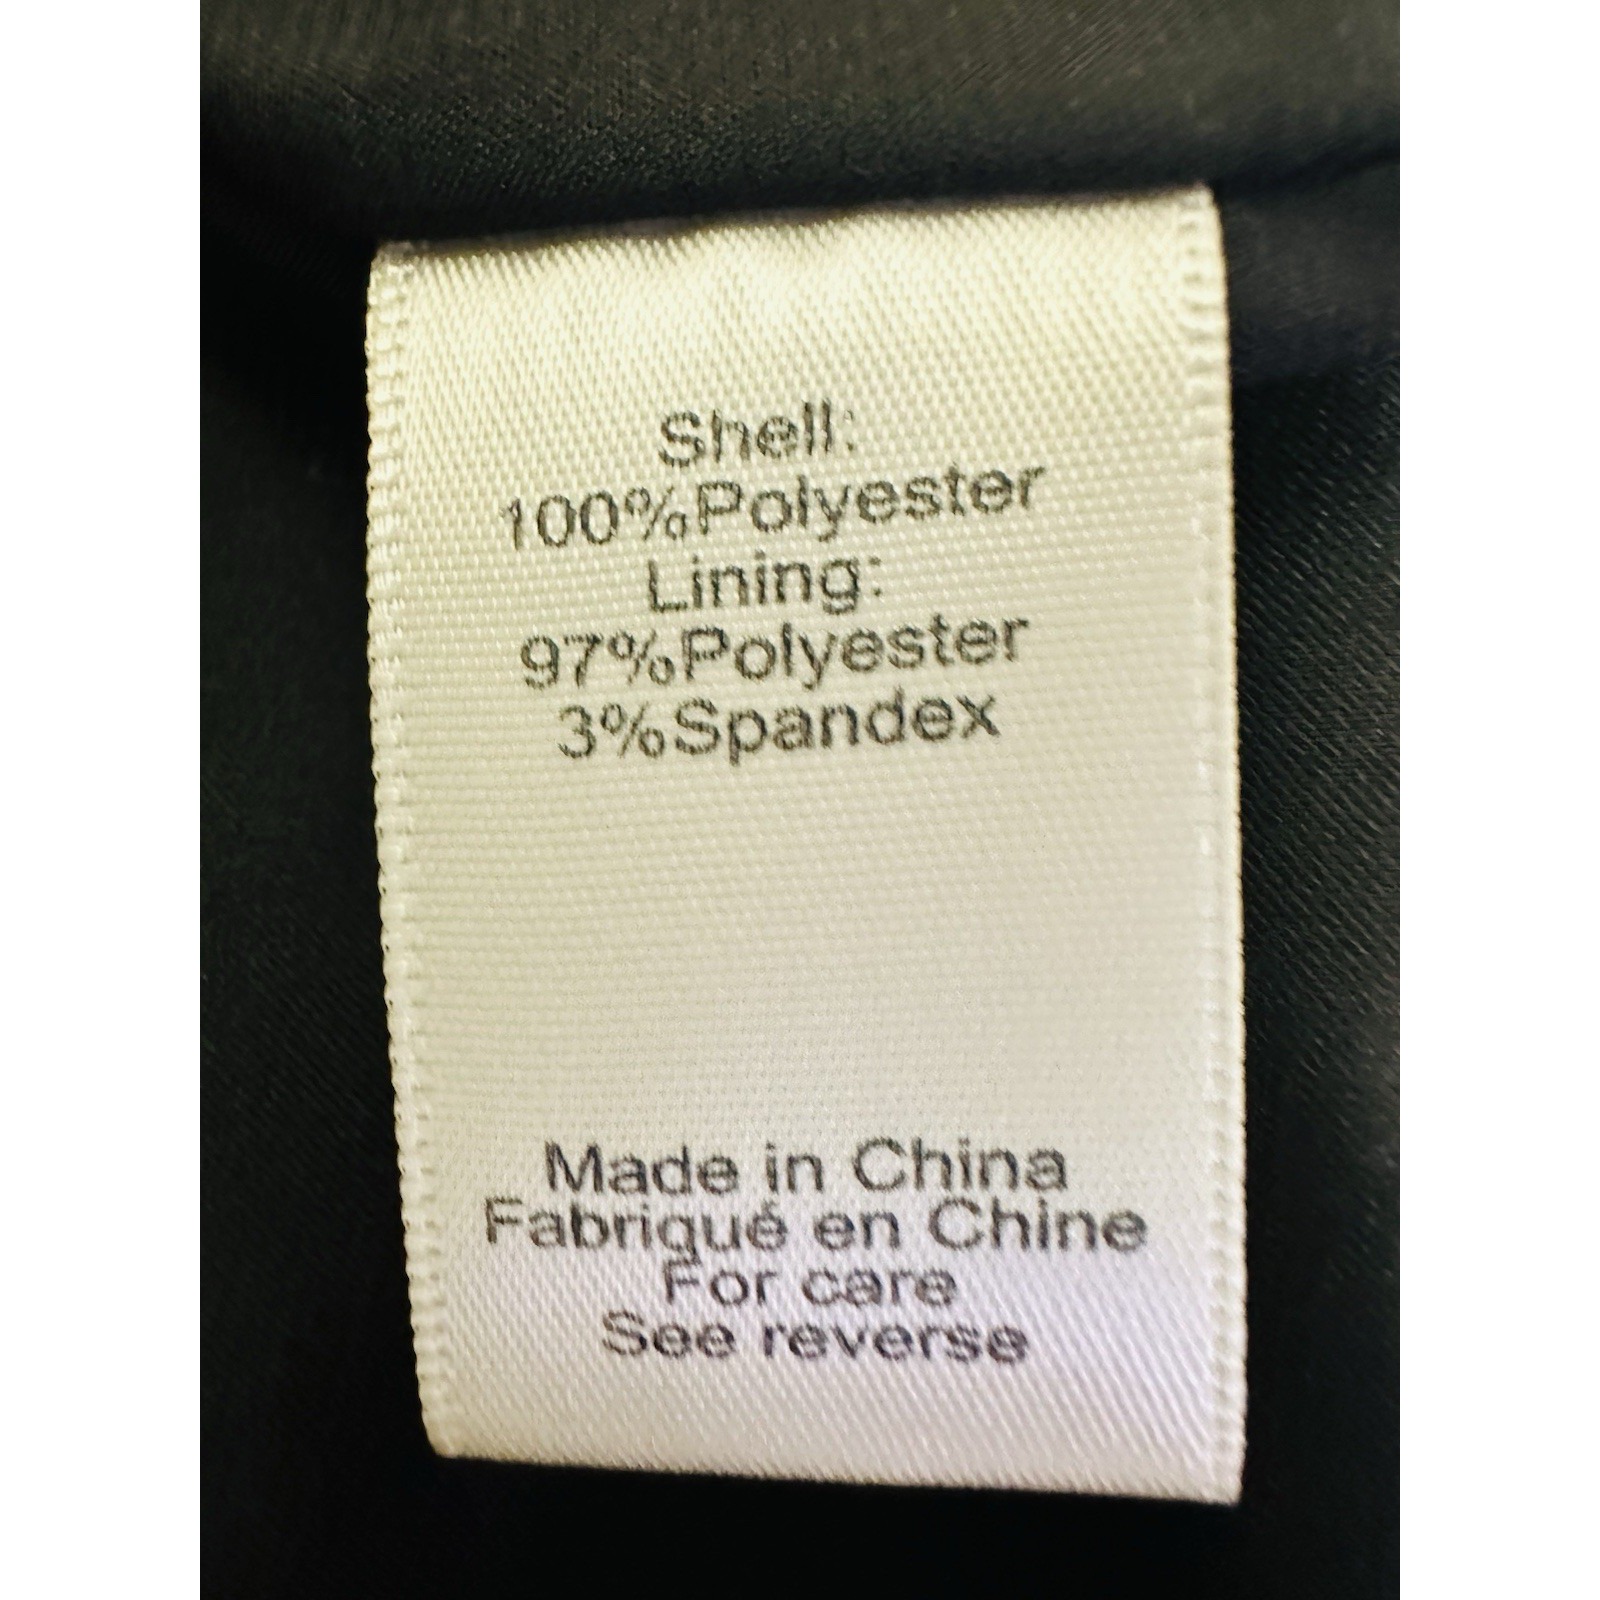 Shell:
100%Polyester
Lining:
97%Polyester
3%Spandex
Made in China
Fabriqué en Chine
For care
See reverse